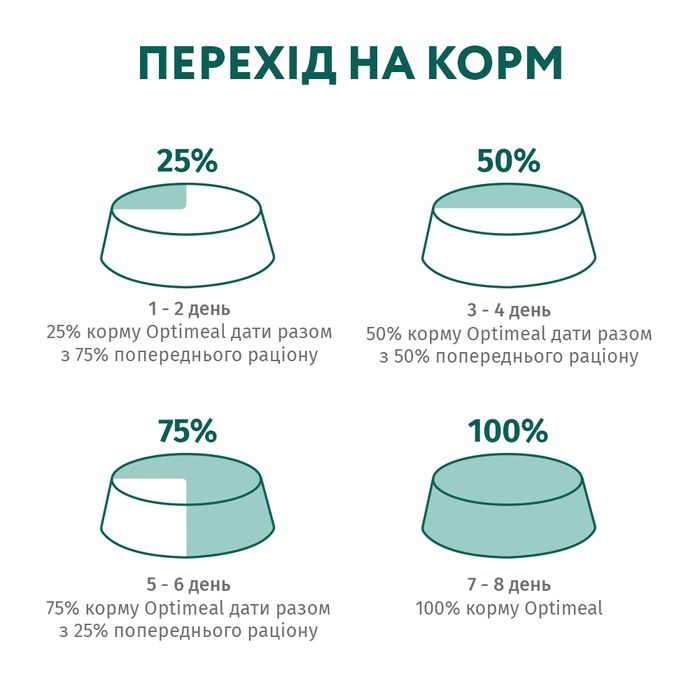 ПЕРЕХІД НА КОРМ
25%
1 - 2 день
25% корму Optimeal дати разом
з 75% попереднього раціону
50%
3 - 4 день
50% корму Optimeal дати разом
з 50% попереднього раціону
75%
5 - 6 день
75% корму Optimeal дати разом
з 25% попереднього раціону
100%
7 - 8 день
100% корму Optimeal